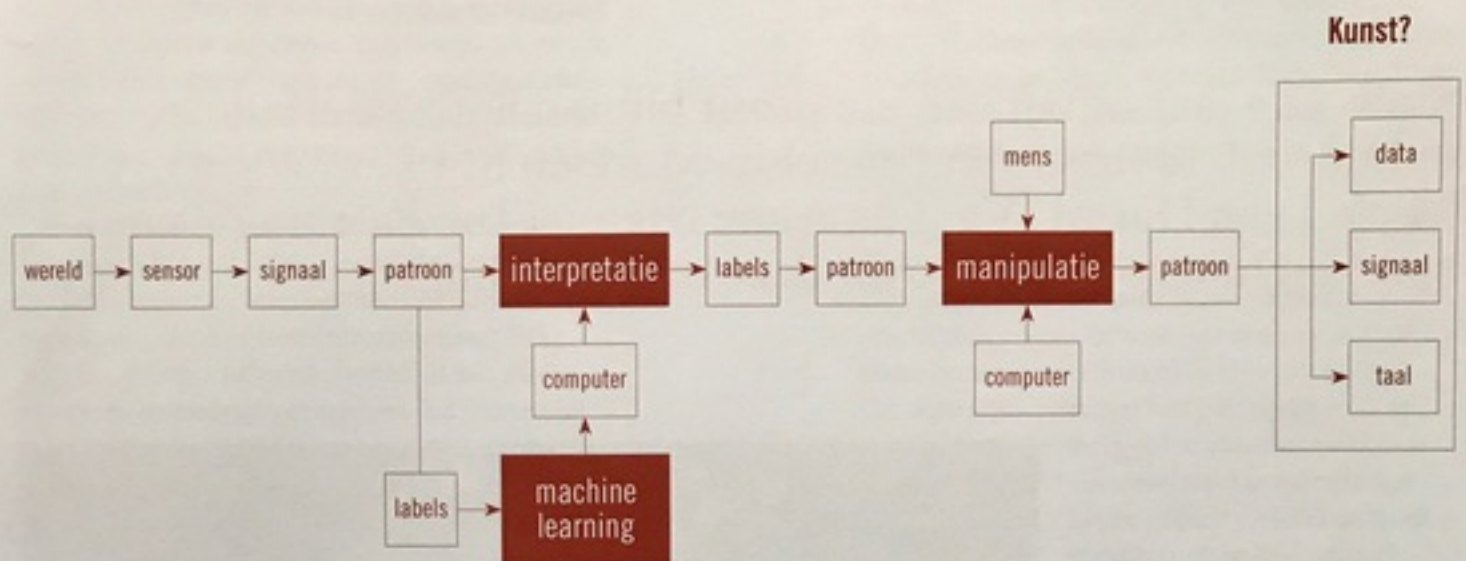 Kunst?
data
mens
wereld
sensor
signaal
patroon
interpretatie
labels
patroon
manipulatie
patroon
signaal
computer
computer
taal
labels
machine
learning